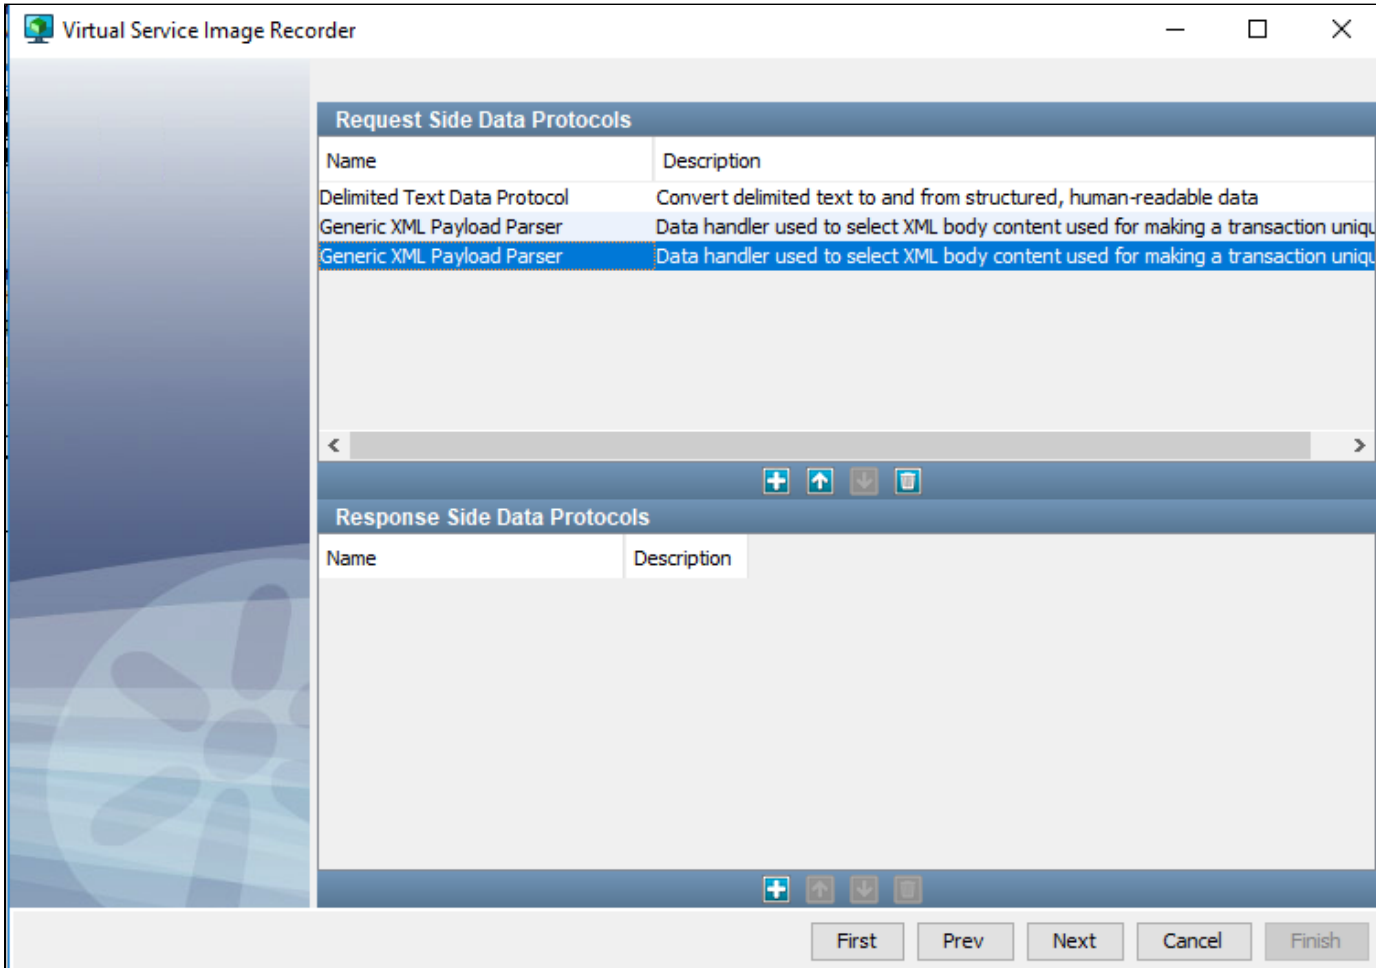 Virtual Service Image Recorder
Request Side Data Protocols
Name Description
Delimited Text Data Protocol Convert delimited text to and from structured, human-readable data
Generic XML Payload Parser Data handler used to select XML body content used for making a transaction uniqu
Generic XML Payload Parser Data handler used to select XML body content used for making a transaction uniqu
Response Side Data Protocols
Name Description
First Prev Next Cancel Finish